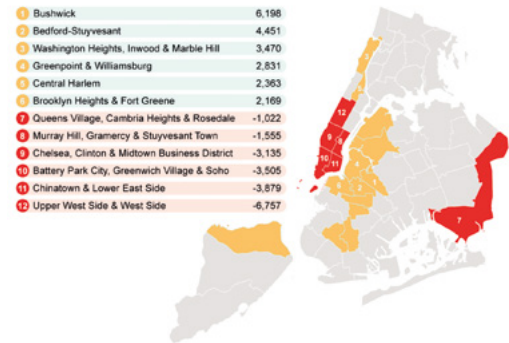 1 Bushwick 6,198
2 Bedford-Stuyvesant 4,451
3 Washington Heights, Inwood & Marble Hill 3,470
4 Greenpoint & Williamsburg 2,831
5 Central Harlem 2,363
6 Brooklyn Heights & Fort Greene 2,169
7 Queens Village, Cambria Heights & Rosedale -1,022
8 Murray Hill, Gramercy & Stuyvesant Town -1,555
9 Chelsea, Clinton & Midtown Business District -3,135
10 Battery Park City, Greenwich Village & Soho -3,505
11 Chinatown & Lower East Side -3,879
12 Upper West Side & West Side -6,757
12
9 8
10 11
4
2
7